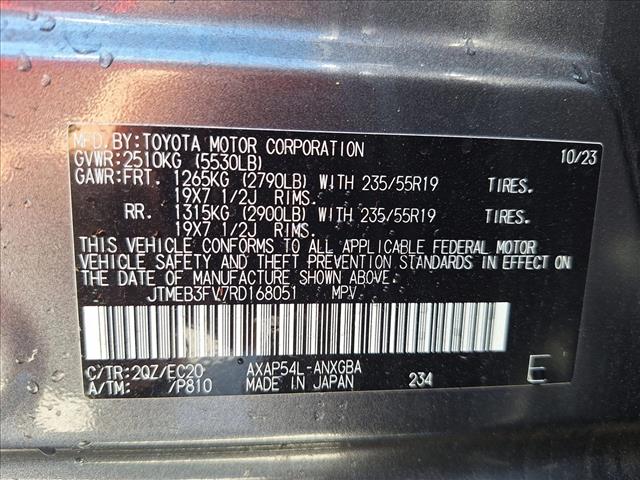 MFD.BY:TOYOTA MOTOR CORPORATION 10/23
GVWR:2510KG (5530LB)
GAWR:FRT. 1265KG (2790LB) WITH 235/55R19 TIRES.
19X7 1/2J RIMS.
RR. 1315KG (2900LB) WITH 235/55R19 TIRES.
19X7 1/2J RIMS.
THIS VEHICLE CONFORMS TO ALL APPLICABLE FEDERAL MOTOR
VEHICLE SAFETY AND THEFT PREVENTION STANDARDS IN EFFECT ON
THE DATE OF MANUFACTURE SHOWN ABOVE.
JTMEB3FV7RD168051 MPV
C/TR:2QZ/EC20 AXAP54L-ANXGBA
A/TM: /P810 MADE IN JAPAN 234 E